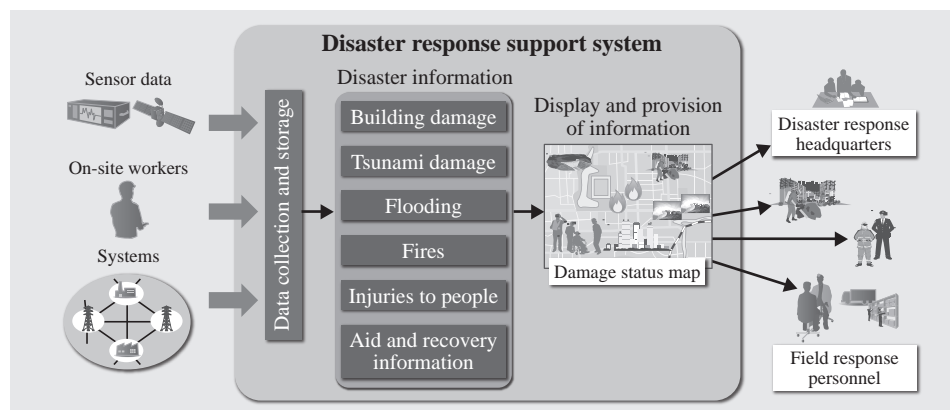 Disaster response support system
Sensor data
On-site workers
Systems
Data collection and storage
Disaster information
Building damage
Tsunami damage
Flooding
Fires
Injuries to people
Aid and recovery
information
Display and provision
of information
Damage status map
Disaster response
headquarters
Field response
personnel